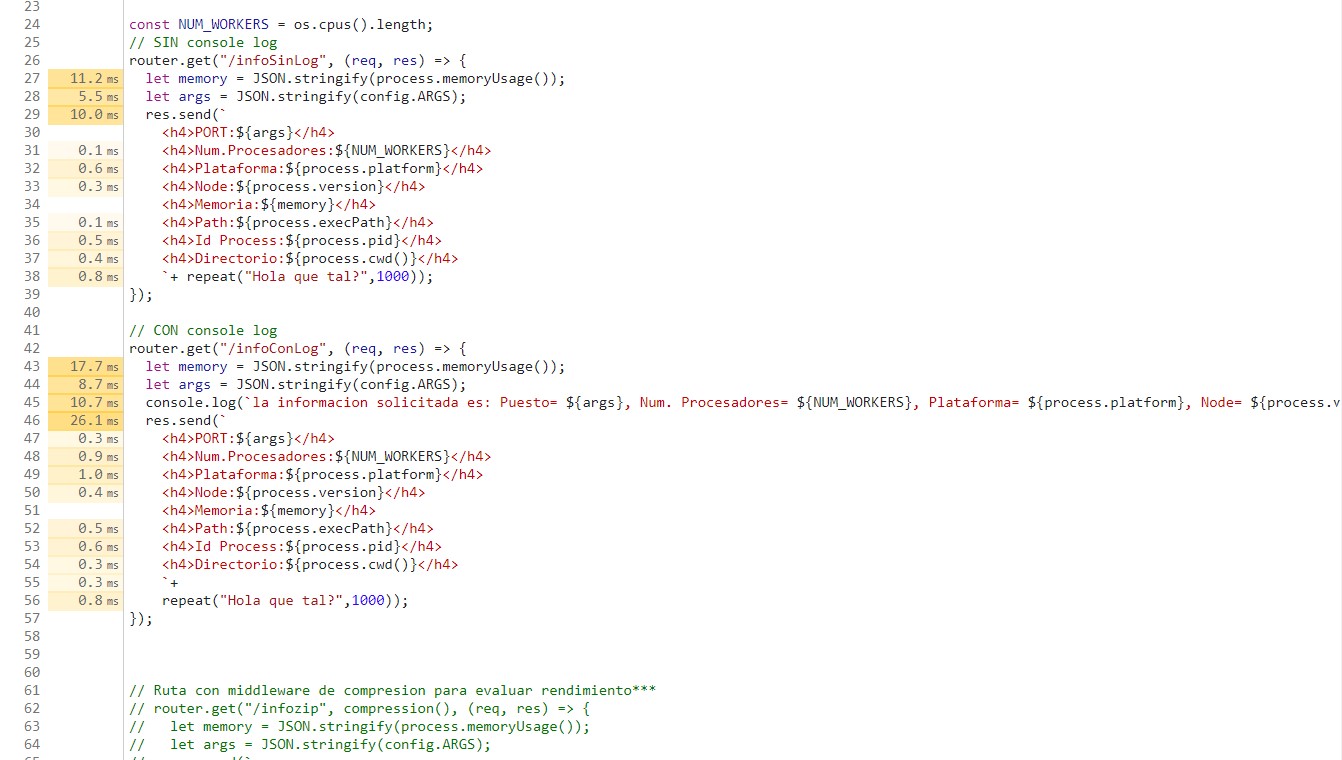 23
24 const NUM_WORKERS = os.cpus().length;
25 // SIN console log
26 router.get("/infoSinLog", (req, res) => {
27 11.2 ms let memory = JSON.stringify(process.memoryUsage());
28 5.5 ms let args = JSON.stringify(config.ARGS);
29 10.0 ms res.send(`
30 <h4>PORT:${args}</h4>
31 0.1 ms <h4>Num.Procesadores:${NUM_WORKERS}</h4>
32 0.6 ms <h4>Plataforma:${process.platform}</h4>
33 0.3 ms <h4>Node:${process.version}</h4>
34 <h4>Memoria:${memory}</h4>
35 0.1 ms <h4>Path:${process.execPath}</h4>
36 0.5 ms <h4>Id Process:${process.pid}</h4>
37 0.4 ms <h4>Directorio:${process.cwd()}</h4>
38 0.8 ms `+ repeat("Hola que tal?",1000));
39 });
40
41 // CON console log
42 router.get("/infoConLog", (req, res) => {
43 17.7 ms let memory = JSON.stringify(process.memoryUsage());
44 8.7 ms let args = JSON.stringify(config.ARGS);
45 10.7 ms console.log(`la informacion solicitada es: Puesto= ${args}, Num. Procesadores= ${NUM_WORKERS}, Plataforma= ${process.platform}, Node= ${process.v
46 26.1 ms res.send(`
47 0.3 ms <h4>PORT:${args}</h4>
48 0.9 ms <h4>Num.Procesadores:${NUM_WORKERS}</h4>
49 1.0 ms <h4>Plataforma:${process.platform}</h4>
50 0.4 ms <h4>Node:${process.version}</h4>
51 <h4>Memoria:${memory}</h4>
52 0.5 ms <h4>Path:${process.execPath}</h4>
53 0.6 ms <h4>Id Process:${process.pid}</h4>
54 0.3 ms <h4>Directorio:${process.cwd()}</h4>
55 0.3 ms `+
56 0.8 ms repeat("Hola que tal?",1000));
57 });
58
59
60
61 // Ruta con middleware de compresion para evaluar rendimiento***
62 // router.get("/infozip", compression(), (req, res) => {
63 // let memory = JSON.stringify(process.memoryUsage());
64 // let args = JSON.stringify(config.ARGS);